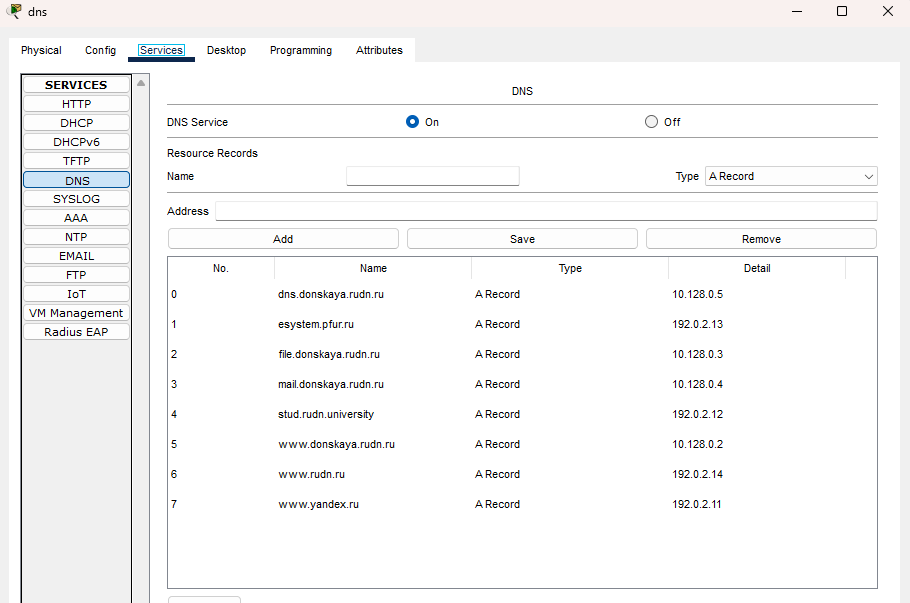 dns
Physical Config Services Desktop Programming Attributes
SERVICES
HTTP
DHCP
DHCPv6
TFTP
DNS
SYSLOG
AAA
NTP
EMAIL
FTP
IoT
VM Management
Radius EAP
DNS
DNS Service On Off
Resource Records
Name Type A Record
Address
Add Save Remove
No. Name Type Detail
0 dns.donskaya.rudn.ru A Record 10.128.0.5
1 esystem.pfur.ru A Record 192.0.2.13
2 file.donskaya.rudn.ru A Record 10.128.0.3
3 mail.donskaya.rudn.ru A Record 10.128.0.4
4 stud.rudn.university A Record 192.0.2.12
5 www.donskaya.rudn.ru A Record 10.128.0.2
6 www.rudn.ru A Record 192.0.2.14
7 www.yandex.ru A Record 192.0.2.11